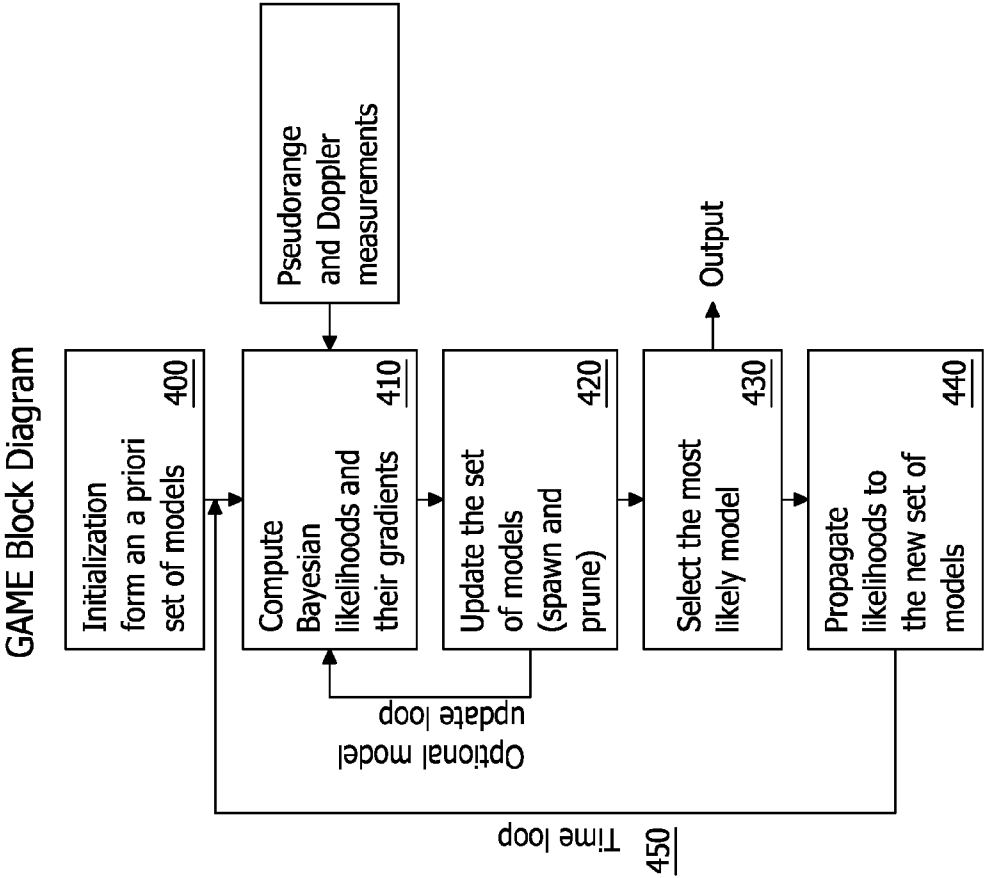 GAME Block Diagram
Initialization
form an a priori
set of models
400
Pseudorange
and Doppler
measurements
Compute
Bayesian
likelihoods and
their gradients
410
Update the set
of models
(spawn and
prune)
420
Optional model
update loop
Select the most
likely model
430
Output
Propagate
likelihoods to
the new set of
models
440
Time loop
450